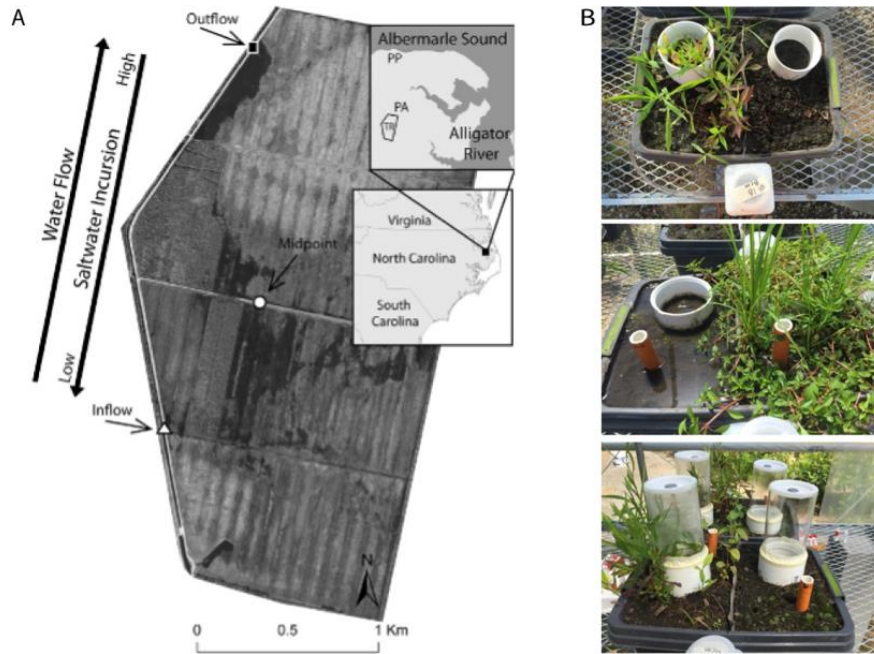 A
B
Outflow
High
Water Flow
Saltwater Incursion
Low
Midpoint
Inflow
Albermarle Sound
PP
PA
TR
Alligator
River
Virginia
North Carolina
South
Carolina
N
0
0.5
1 Km